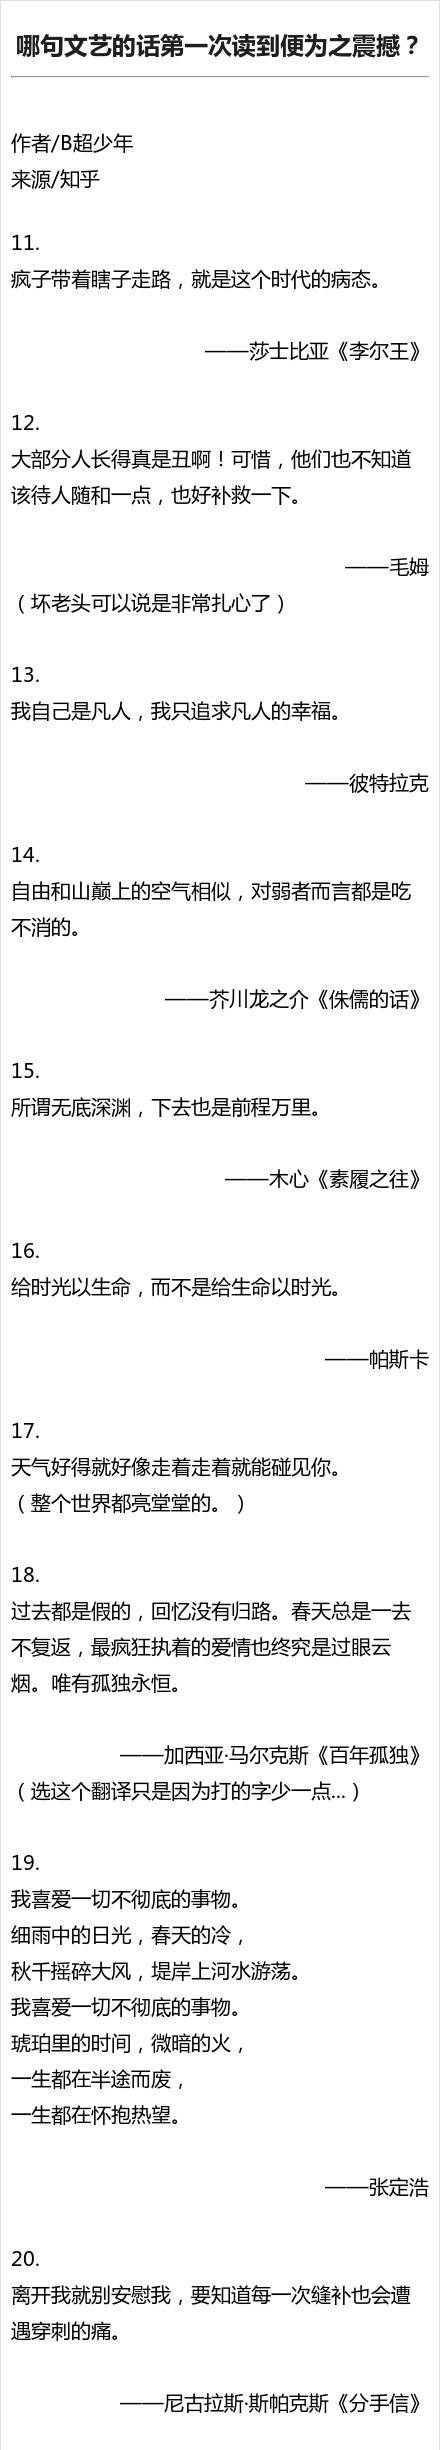 哪句文艺的话第一次读到便为之震撼？
作者/B超少年
来源/知乎
11.
疯子带着瞎子走路，就是这个时代的病态。
——莎士比亚《李尔王》
12.
大部分人长得真是丑啊！可惜，他们也不知道
该待人随和一点，也好补救一下。
——毛姆
（坏老头可以说是非常扎心了）
13.
我自己是凡人，我只追求凡人的幸福。
——彼特拉克
14.
自由和山巅上的空气相似，对弱者而言都是吃
不消的。
——芥川龙之介《侏儒的话》
15.
所谓无底深渊，下去也是前程万里。
——木心《素履之往》
16.
给时光以生命，而不是给生命以时光。
——帕斯卡
17.
天气好得就好像走着走着就能碰见你。
（整个世界都亮堂堂的。）
18.
过去都是假的，回忆没有归路。春天总是一去
不复返，最疯狂执着的爱情也终究是过眼云
烟。唯有孤独永恒。
——加西亚·马尔克斯《百年孤独》
（选这个翻译只是因为打的字少一点...）
19.
我喜爱一切不彻底的事物。
细雨中的日光，春天的冷，
秋千摇碎大风，堤岸上河水游荡。
我喜爱一切不彻底的事物。
琥珀里的时间，微暗的火，
一生都在半途而废，
一生都在怀抱热望。
——张定浩
20.
离开我就别安慰我，要知道每一次缝补也会遭
遇穿刺的痛。
——尼古拉斯·斯帕克斯《分手信》